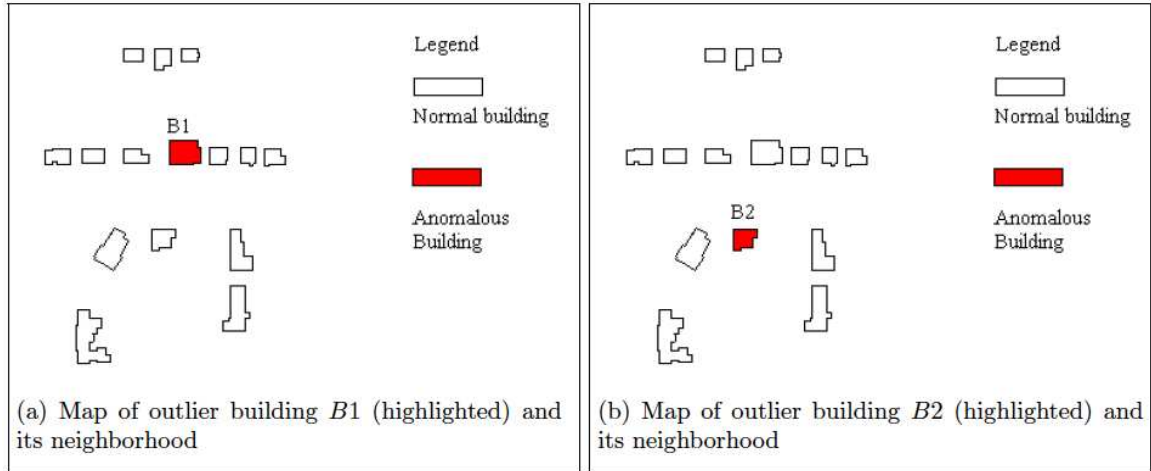 Legend
Normal building
B1
Anomalous
Building
(a) Map of outlier building B1 (highlighted) and
its neighborhood
Legend
Normal building
B2
Anomalous
Building
(b) Map of outlier building B2 (highlighted) and
its neighborhood